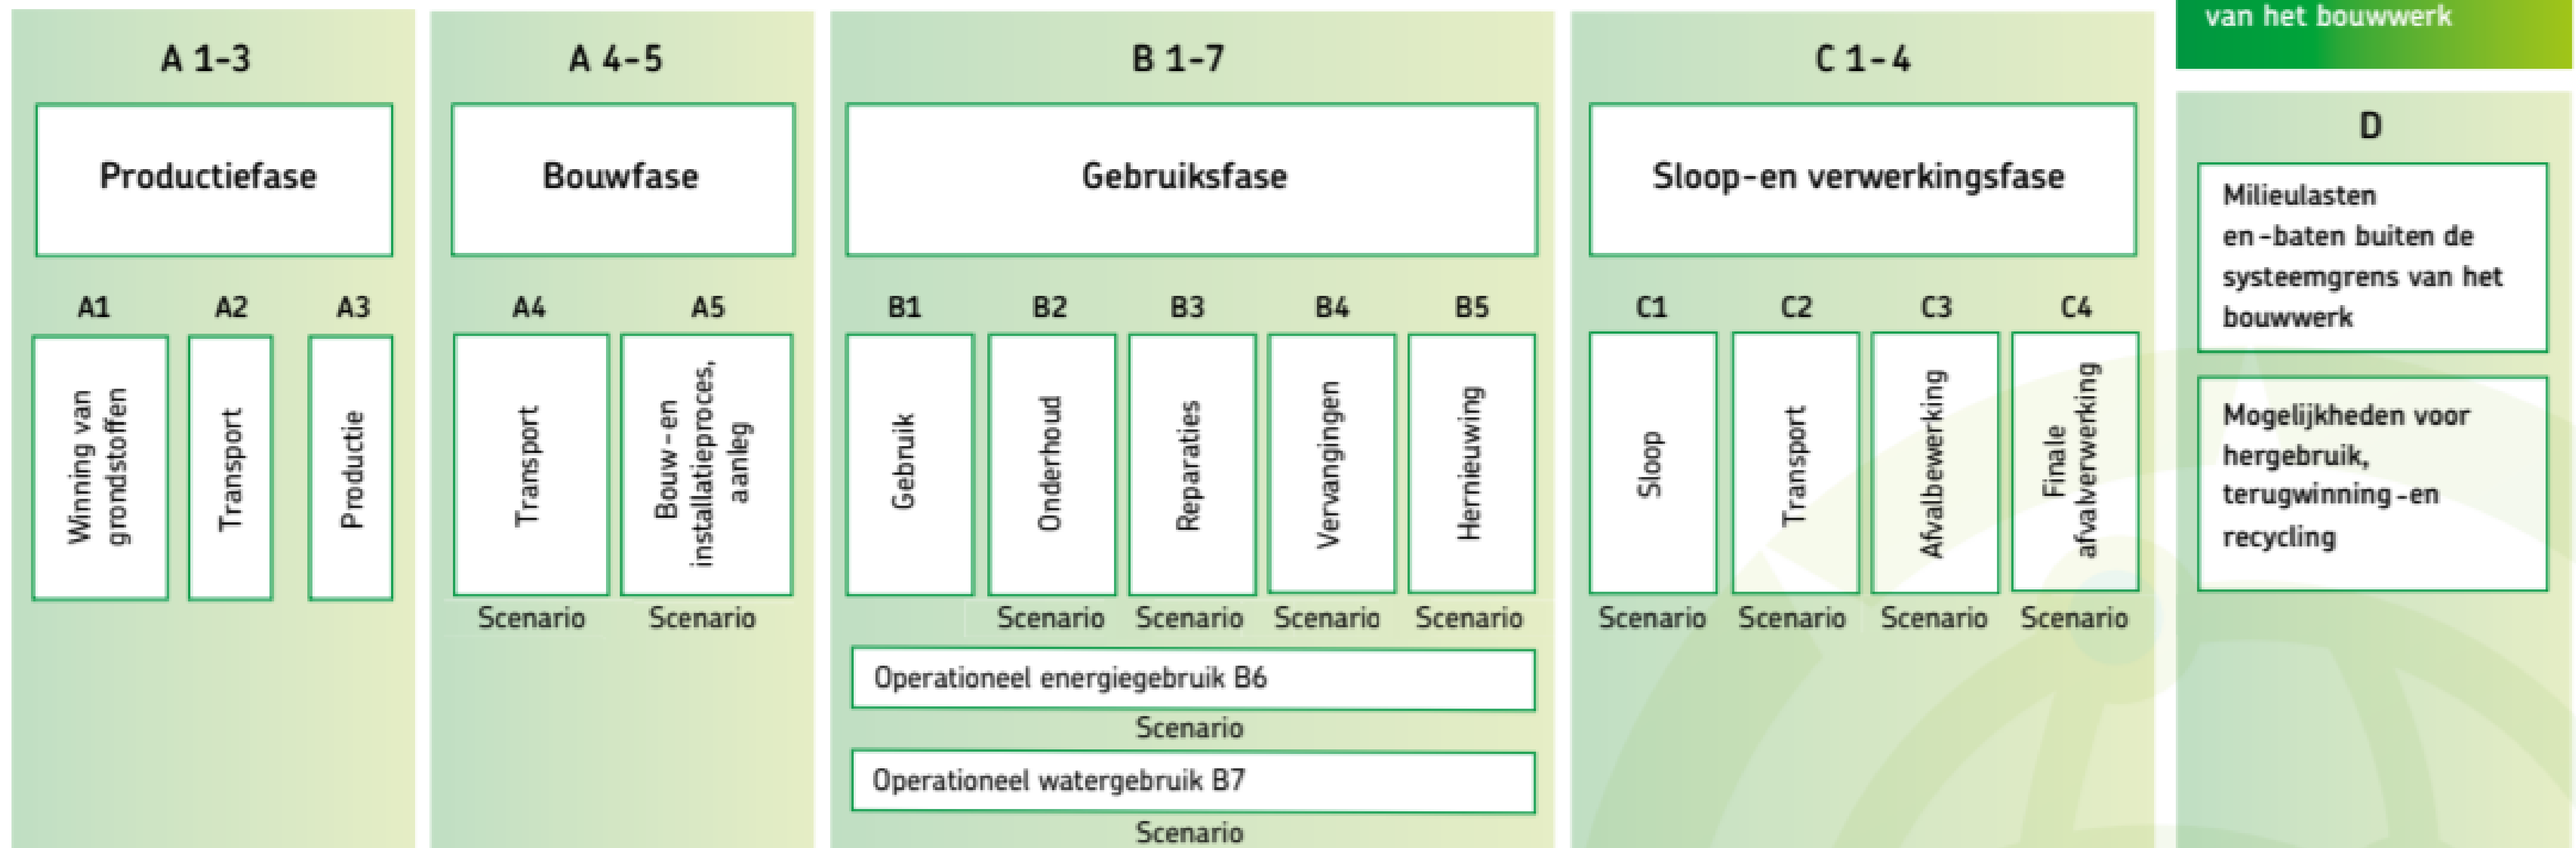 van het bouwwerk
A 1-3
Productiefase
A1
A2
A3
Winning van
grondstoffen
Transport
Productie
A 4-5
Bouwfase
A4
A5
Transport
Bouw-en
installatieproces,
aanleg
Scenario
Scenario
B 1-7
Gebruiksfase
B1
B2
B3
B4
B5
Gebruik
Onderhoud
Reparaties
Vervangingen
Hernieuwing
Scenario
Scenario
Scenario
Scenario
Operationeel energiegebruik B6
Scenario
Operationeel watergebruik B7
Scenario
C 1-4
Sloop-en verwerkingsfase
C1
C2
C3
C4
Sloop
Transport
Afvalbewerking
Finale
afvalverwerking
Scenario
Scenario
Scenario
Scenario
D
Milieulasten
en-baten buiten de
systeemgrens van het
bouwwerk
Mogelijkheden voor
hergebruik,
terugwinning-en
recycling